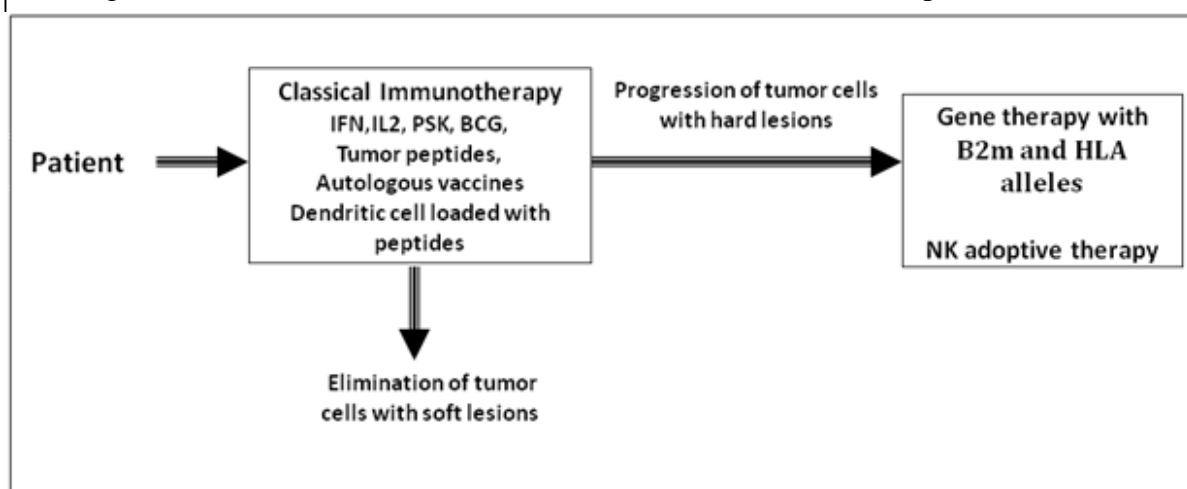 Patient
Classical Immunotherapy
IFN,IL2, PSK, BCG,
Tumor peptides,
Autologous vaccines
Dendritic cell loaded with
peptides
Progression of tumor cells
with hard lesions
Gene therapy with
B2m and HLA
alleles
NK adoptive therapy
Elimination of tumor
cells with soft lesions